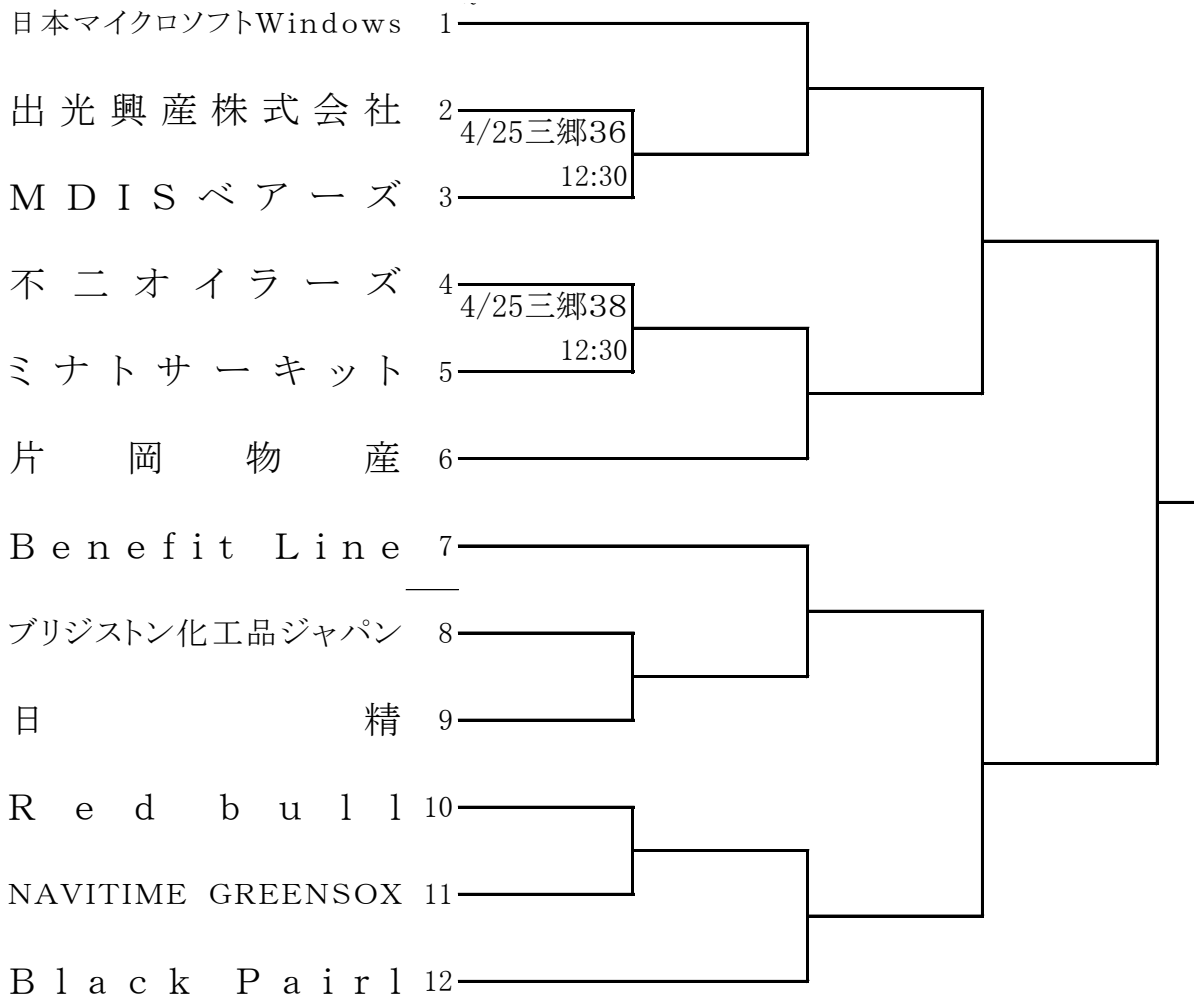 日本マイクロソフトWindows 1
出光興産株式会社 2
4/25三郷36
12:30
MDISベアーズ 3
不二オイラーズ 4
4/25三郷38
12:30
ミナトサーキット 5
片岡物産 6
Benefit Line 7
ブリジストン化工品ジャパン 8
日精 9
Red bull 10
NAVITIME GREENSOX 11
Black Pairl 12